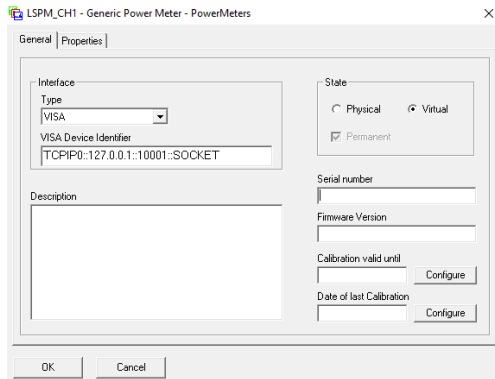 LSPM_CH1 - Generic Power Meter - PowerMeters
General
Properties
Interface
Type
VISA
VISA Device Identifier
TCPIP0::127.0.0.1::10001::SOCKET
Description
State
Physical
Virtual
Permanent
Serial number
Firmware Version
Calibration valid until
Configure
Date of last Calibration
Configure
OK
Cancel